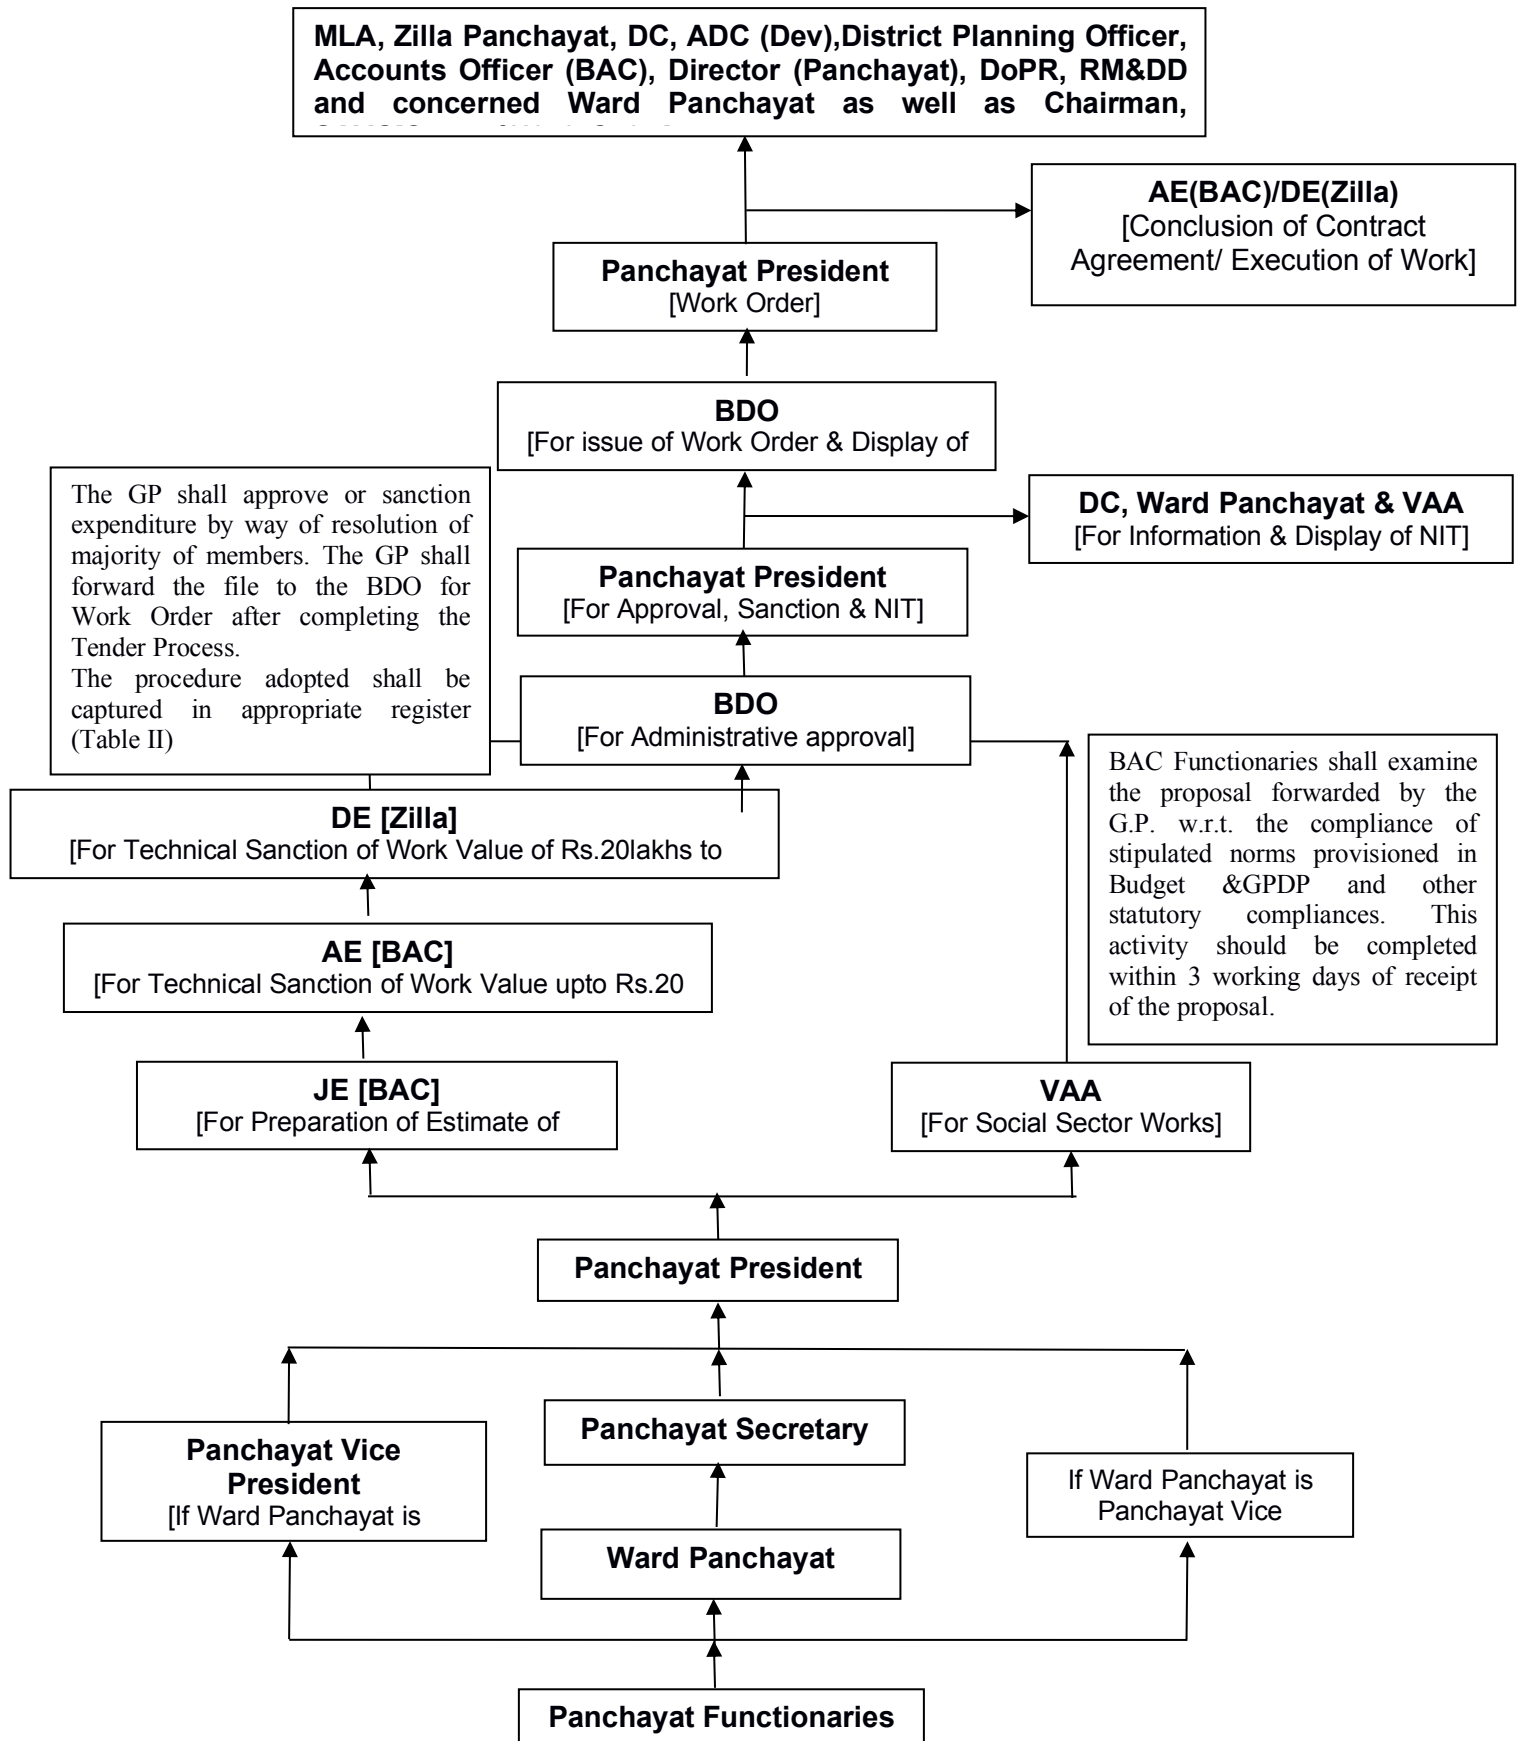 MLA, Zilla Panchayat, DC, ADC (Dev),District Planning Officer,
Accounts Officer (BAC), Director (Panchayat), DoPR, RM&DD
and concerned Ward Panchayat as well as Chairman,
AE(BAC)/DE(Zilla)
[Conclusion of Contract
Agreement/ Execution of Work]
Panchayat President
[Work Order]
BDO
[For issue of Work Order & Display of
The GP shall approve or sanction
expenditure by way of resolution of
majority of members. The GP shall
forward the file to the BDO for
Work Order after completing the
Tender Process.
The procedure adopted shall be
captured in appropriate register
(Table II)
DC, Ward Panchayat & VAA
[For Information & Display of NIT]
Panchayat President
[For Approval, Sanction & NIT]
BDO
[For Administrative approval]
BAC Functionaries shall examine
the proposal forwarded by the
G.P. w.r.t. the compliance of
stipulated norms provisioned in
Budget &GPDP and other
statutory compliances. This
activity should be completed
within 3 working days of receipt
of the proposal.
DE [Zilla]
[For Technical Sanction of Work Value of Rs.20lakhs to
AE [BAC]
[For Technical Sanction of Work Value upto Rs.20
JE [BAC]
[For Preparation of Estimate of
VAA
[For Social Sector Works]
Panchayat President
Panchayat Secretary
Panchayat Vice
President
[If Ward Panchayat is
If Ward Panchayat is
Panchayat Vice
Ward Panchayat
Panchayat Functionaries